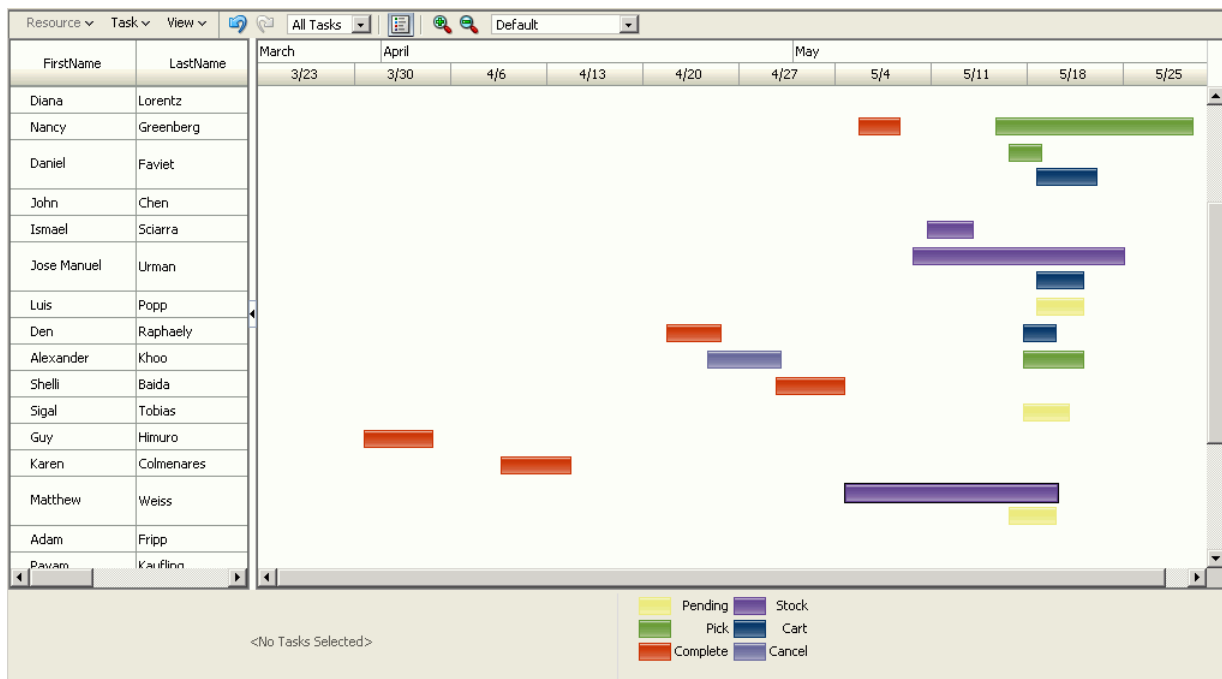 Resource Task View All Tasks Default
FirstName LastName
March April May
3/23 3/30 4/6 4/13 4/20 4/27 5/4 5/11 5/18 5/25
Diana Lorentz
Nancy Greenberg
Daniel Faviet
John Chen
Ismael Sciarra
Jose Manuel Urman
Luis Popp
Den Raphaely
Alexander Khoo
Shelli Baida
Sigal Tobias
Guy Himuro
Karen Colmenares
Matthew Weiss
Adam Fripp
Payam Kaufling
<No Tasks Selected>
Pending Stock
Pick Cart
Complete Cancel